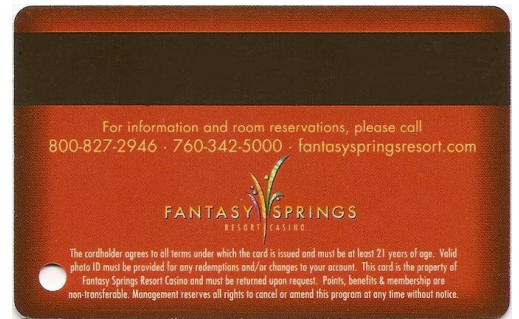 For information and room reservations, please call
800-827-2946 · 760-342-5000 · fantasyspringsresort.com
FANTASY SPRINGS
RESORT CASINO
The cardholder agrees to all terms under which the card is issued and must be at least 21 years of age. Valid
photo ID must be provided for any redemptions and/or changes to your account. This card is the property of
Fantasy Springs Resort Casino and must be returned upon request. Points, benefits & membership are
non-transferable. Management reserves all rights to cancel or amend this program at any time without notice.